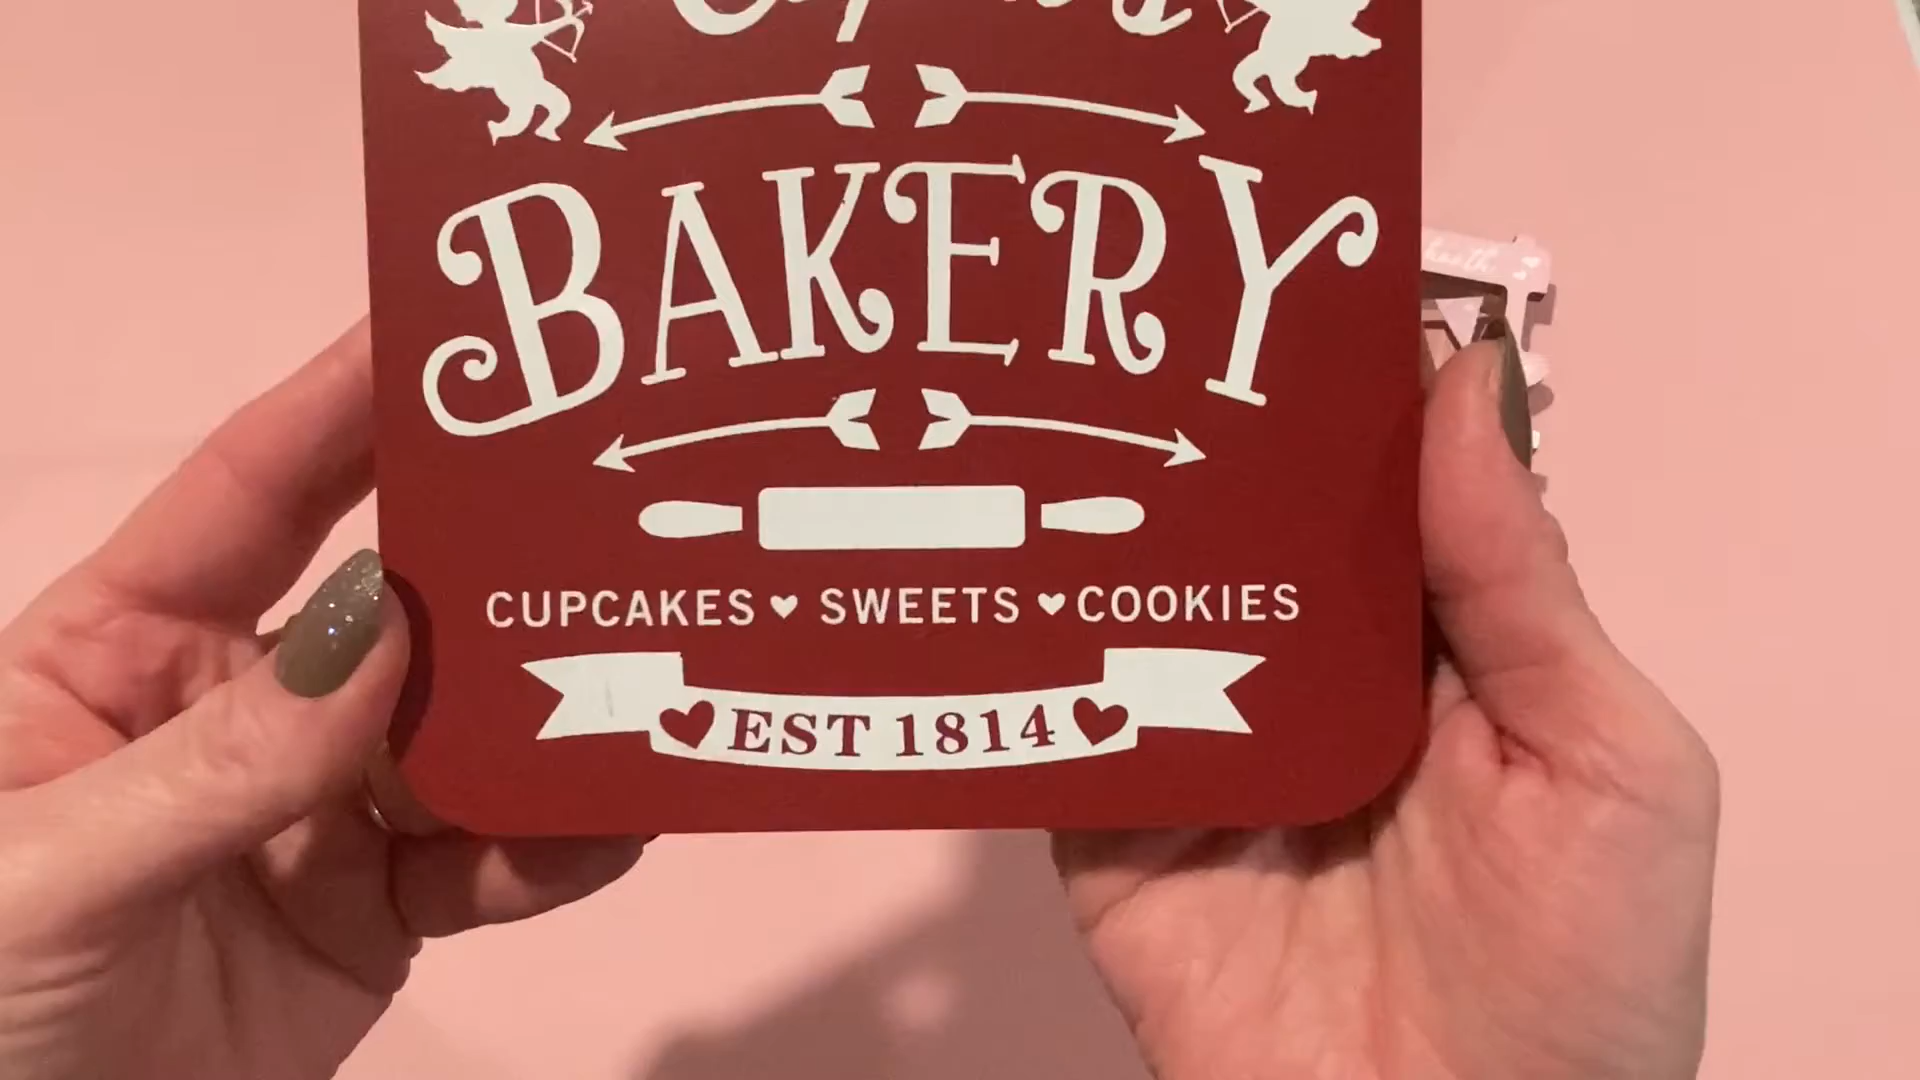 BAKERY
CUPCAKES ♥ SWEETS ♥ COOKIES
EST 1814